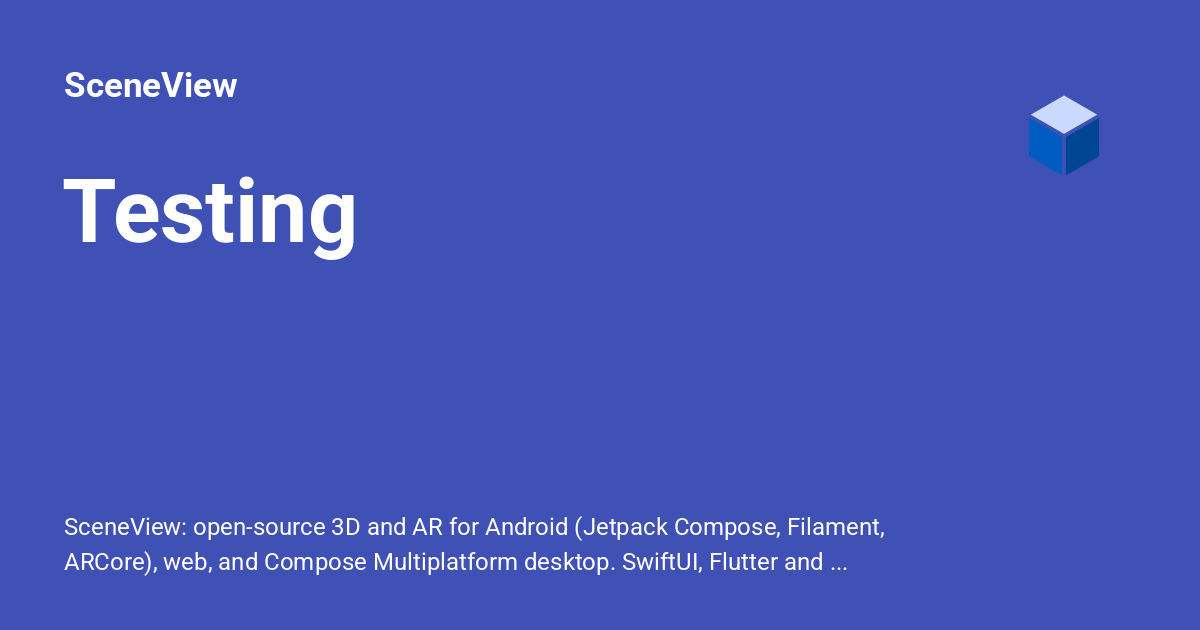 SceneView
Testing
SceneView: open-source 3D and AR for Android (Jetpack Compose, Filament,
ARCore), web, and Compose Multiplatform desktop. SwiftUI, Flutter and ...